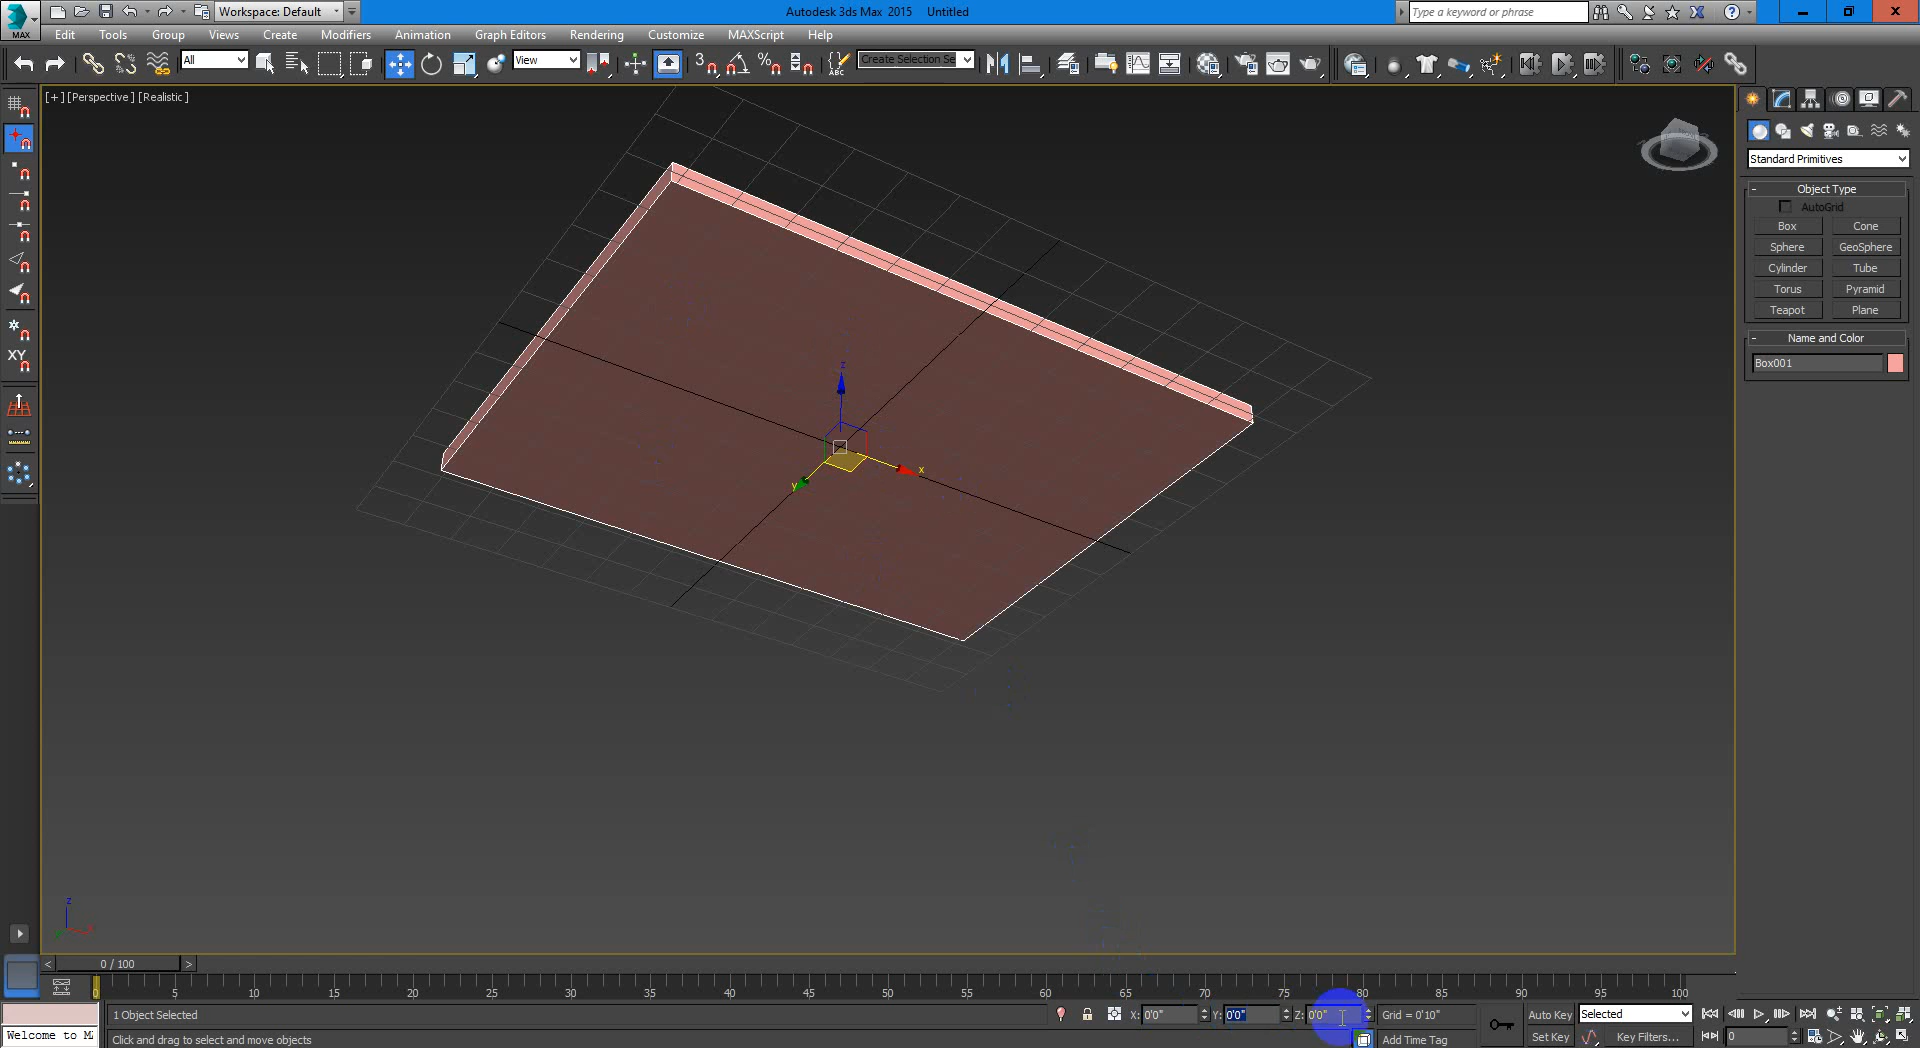 Workspace: Default
Autodesk 3ds Max 2015 Untitled
Type a keyword or phrase
MAX
Edit Tools Group Views Create Modifiers Animation Graph Editors Rendering Customize MAXScript Help
All
View
3
ABC
Create Selection Se
[+] [Perspective] [Realistic]
Standard Primitives
- Object Type
AutoGrid
Box Cone
Sphere GeoSphere
Cylinder Tube
Torus Pyramid
Teapot Plane
- Name and Color
Box001
XY
z
x
y
z
< 0 / 100 >
0 5 10 15 20 25 30 35 40 45 50 55 60 65 70 75 80 85 90 95 100
1 Object Selected
X: 0'0" Y: 0'0" Z: 0'0" Grid = 0'10"
Auto Key Selected
Welcome to M
Click and drag to select and move objects
Add Time Tag
Set Key Key Filters...
0